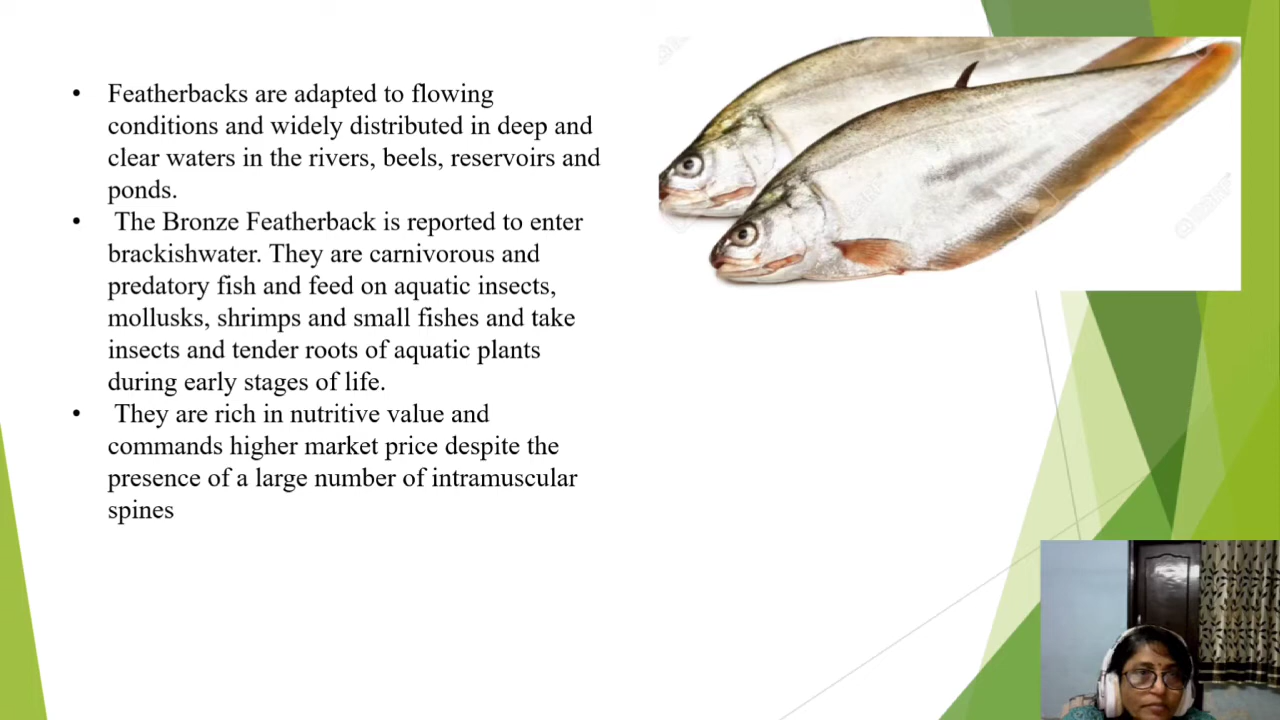 • Featherbacks are adapted to flowing
conditions and widely distributed in deep and
clear waters in the rivers, beels, reservoirs and
ponds.
• The Bronze Featherback is reported to enter
brackishwater. They are carnivorous and
predatory fish and feed on aquatic insects,
mollusks, shrimps and small fishes and take
insects and tender roots of aquatic plants
during early stages of life.
• They are rich in nutritive value and
commands higher market price despite the
presence of a large number of intramuscular
spines